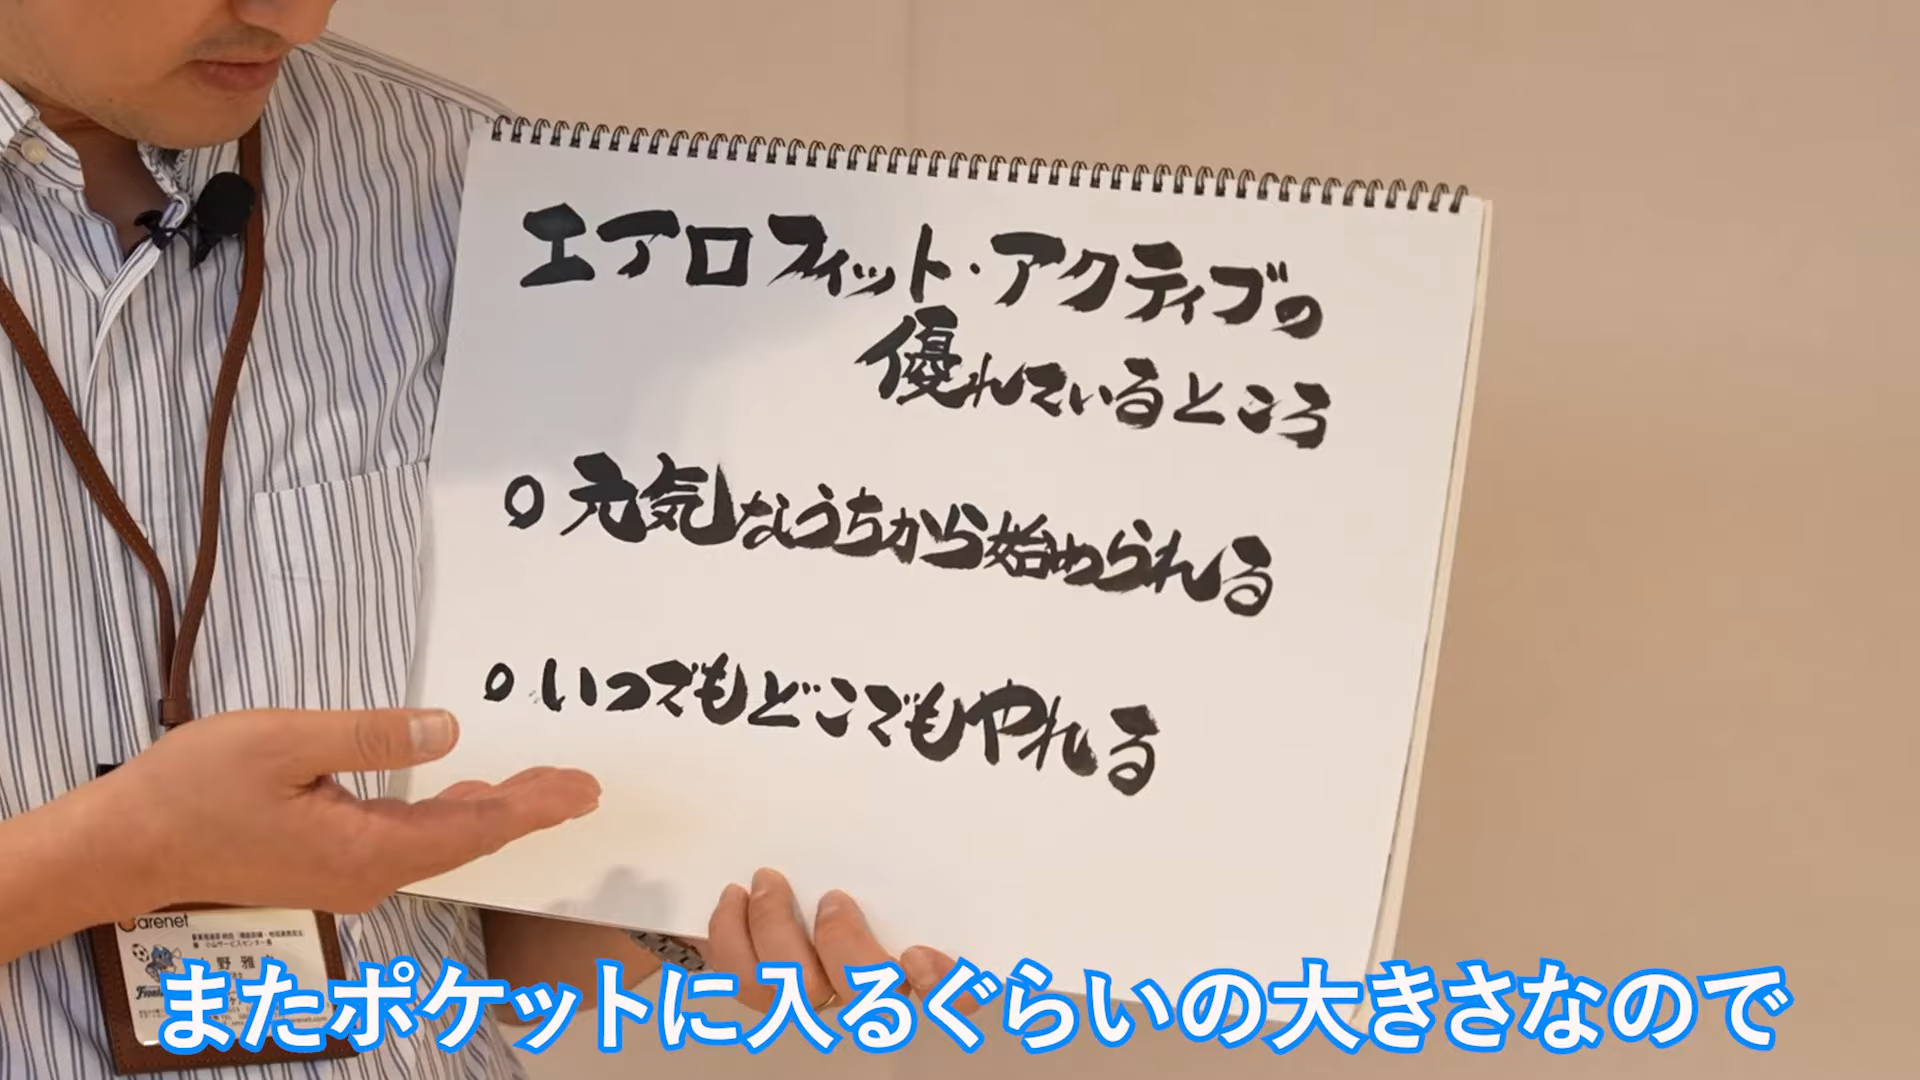 エアロフィット・アクティブの
優れているところ
○ 元気なうちから始められる
○ いつでもどこでもやれる
arenet
野 雅
またポケットに入るぐらいの大きさなので